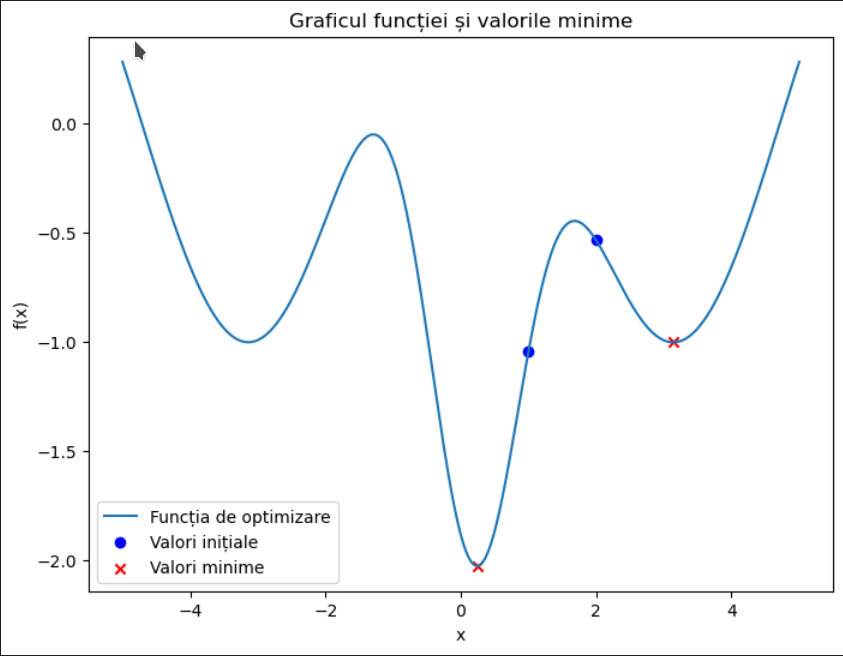 Graficul funcției și valorile minime
f(x)
0.0
−0.5
−1.0
−1.5
−2.0
Funcția de optimizare
Valori inițiale
Valori minime
−4
−2
0
2
4
x